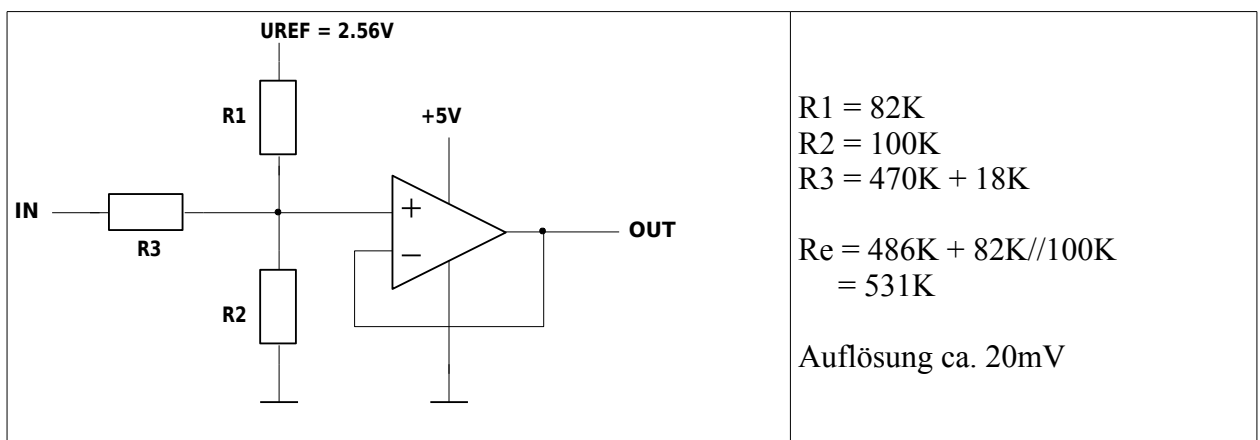 UREF = 2.56V
R1
+5V
IN
+
OUT
R3
−
R2
R1 = 82K
R2 = 100K
R3 = 470K + 18K
Re = 486K + 82K//100K
= 531K
Auflösung ca. 20mV